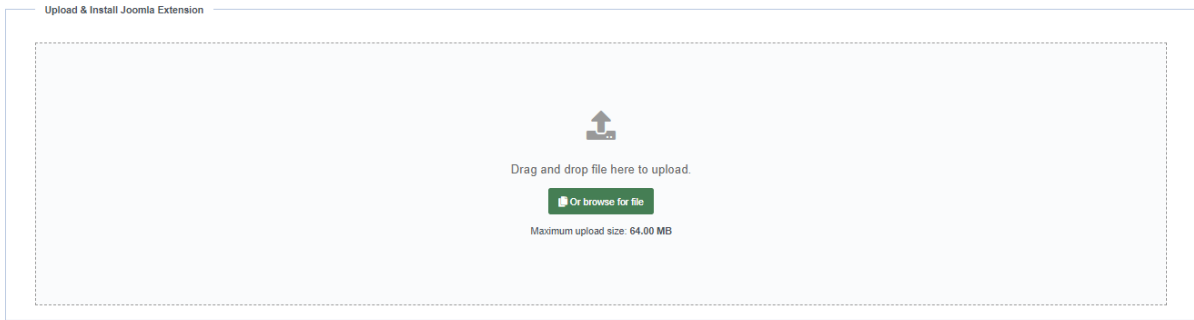 Upload & Install Joomla Extension
Drag and drop file here to upload.
Or browse for file
Maximum upload size: 64.00 MB